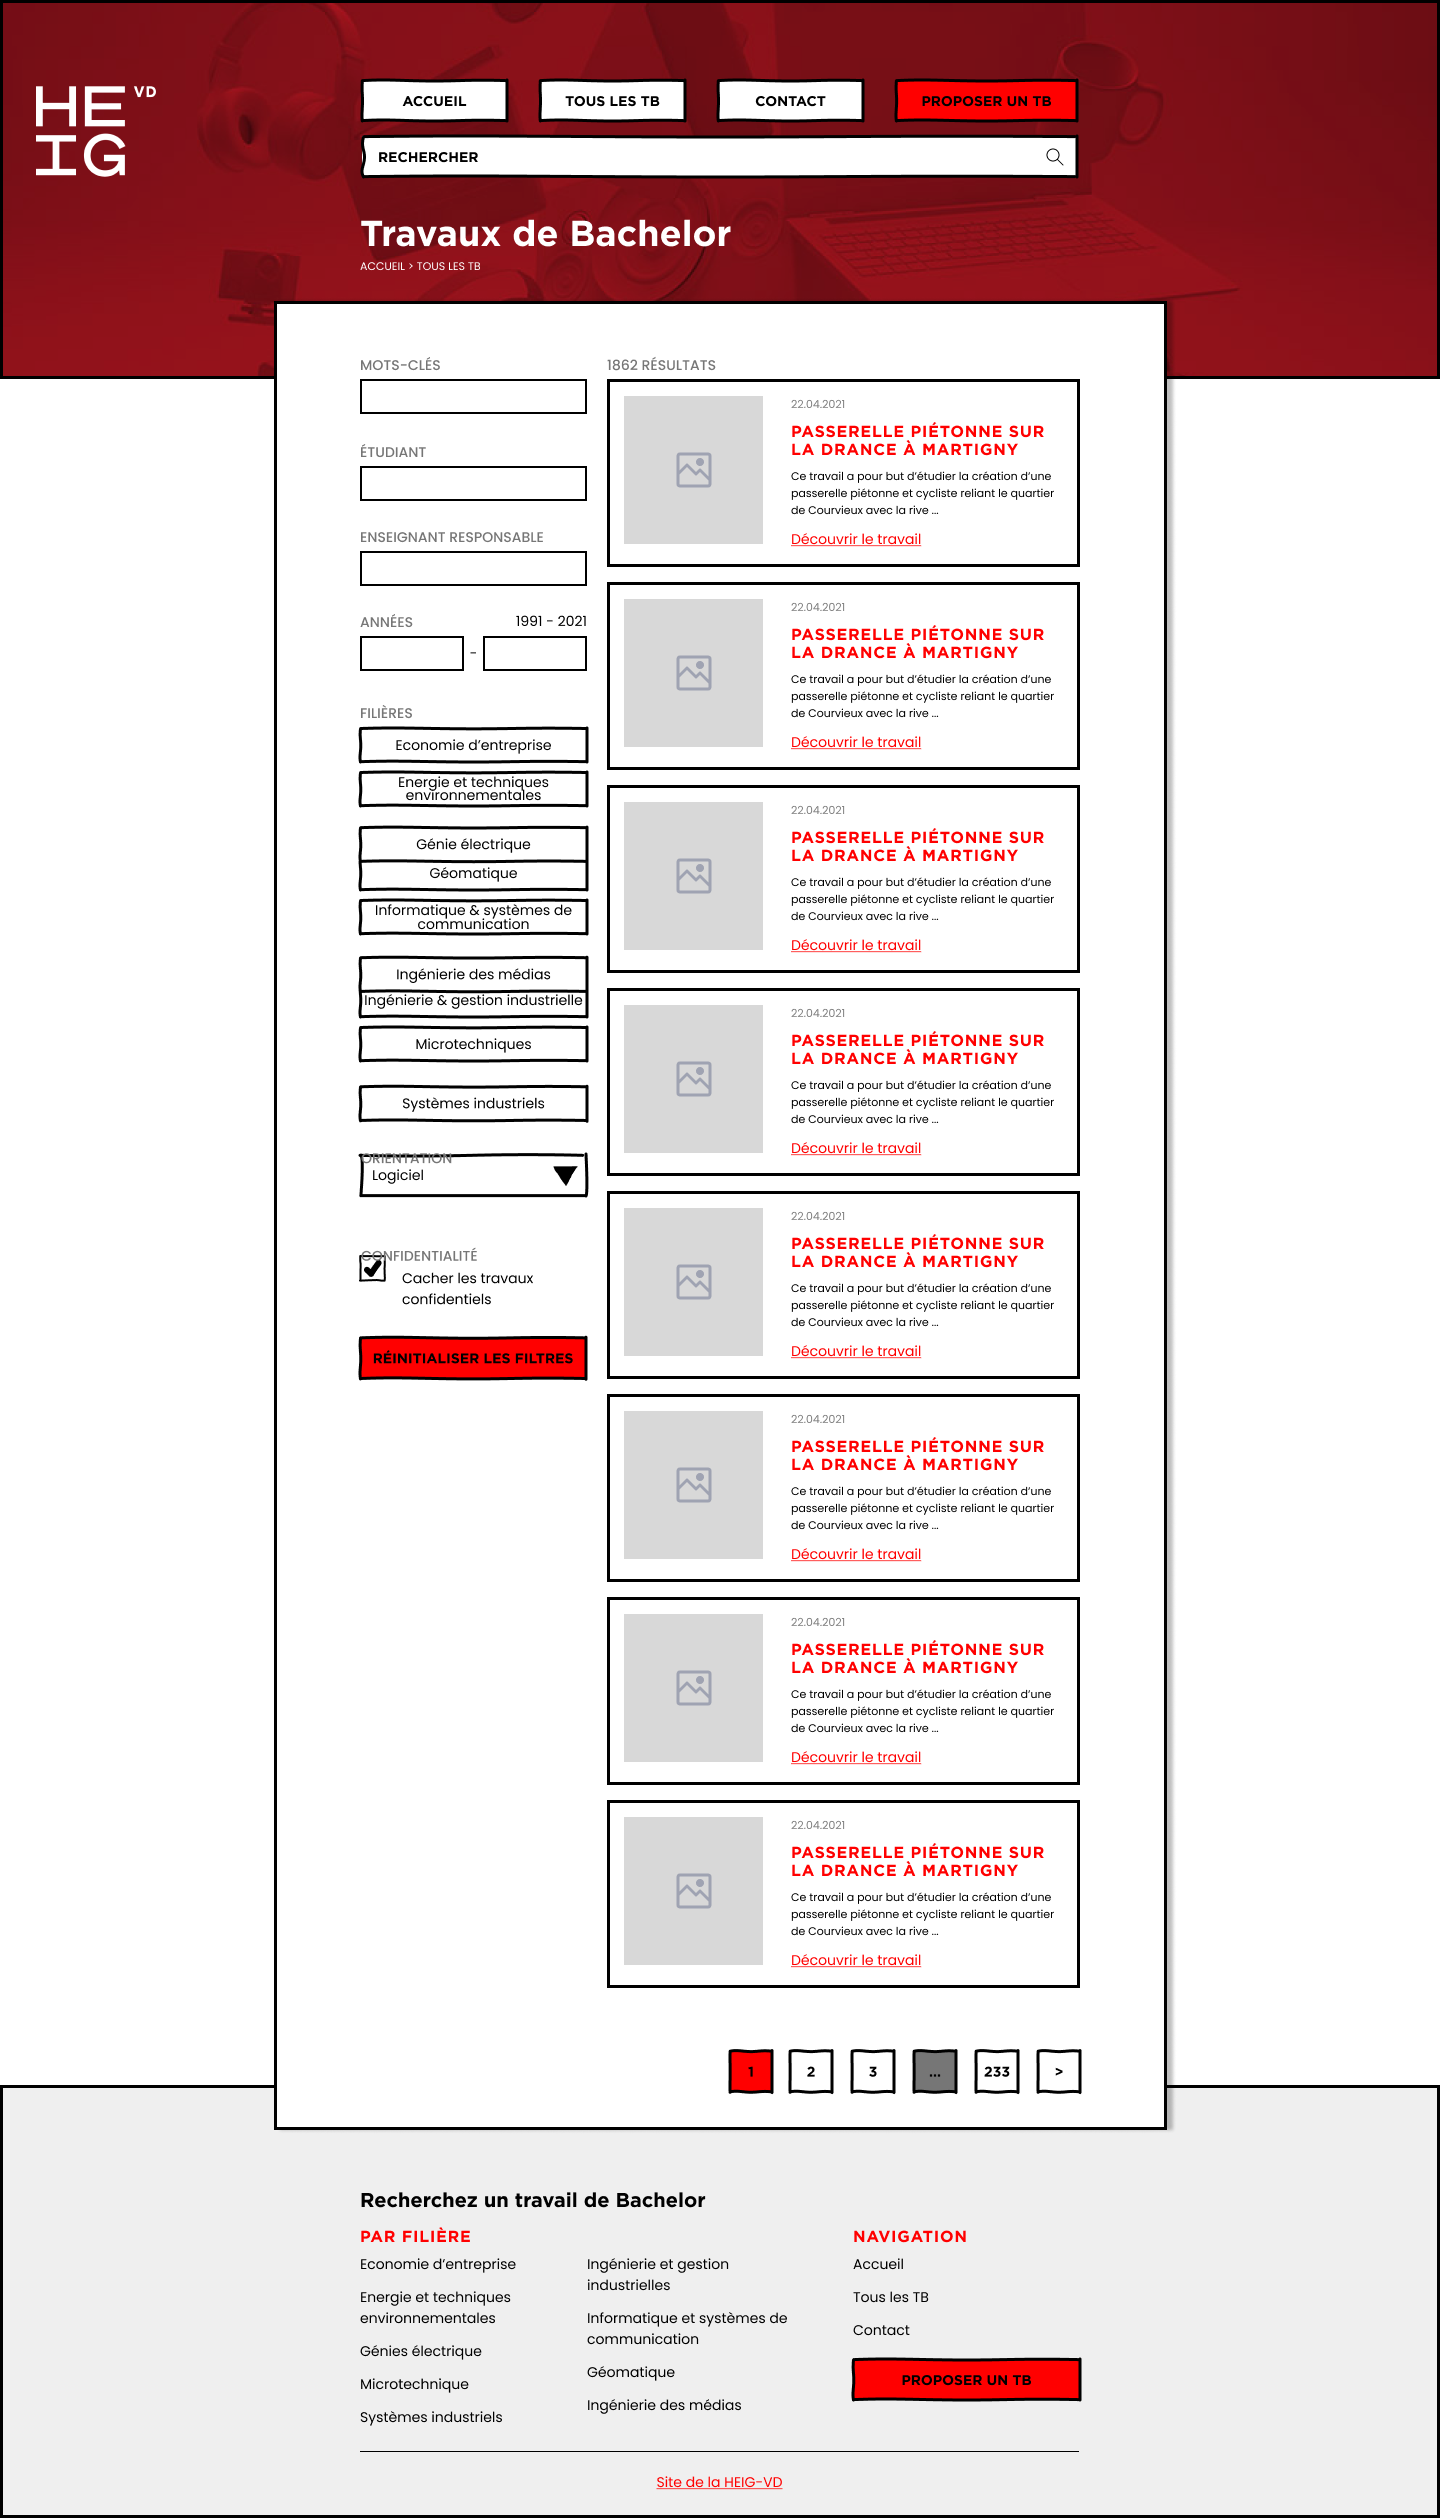 HE VD
IG
ACCUEIL
TOUS LES TB
CONTACT
PROPOSER UN TB
RECHERCHER
Travaux de Bachelor
ACCUEIL > TOUS LES TB
MOTS-CLÉS
ÉTUDIANT
ENSEIGNANT RESPONSABLE
ANNÉES 1991 - 2021
-
FILIÈRES
Economie d’entreprise
Energie et techniques
environnementales
Génie électrique
Géomatique
Informatique & systèmes de
communication
Ingénierie des médias
Ingénierie & gestion industrielle
Microtechniques
Systèmes industriels
ORIENTATION
Logiciel
CONFIDENTIALITÉ
Cacher les travaux
confidentiels
RÉINITIALISER LES FILTRES
1862 RÉSULTATS
22.04.2021
PASSERELLE PIÉTONNE SUR
LA DRANCE À MARTIGNY
Ce travail a pour but d’étudier la création d’une
passerelle piétonne et cycliste reliant le quartier
de Courvieux avec la rive ...
Découvrir le travail
22.04.2021
PASSERELLE PIÉTONNE SUR
LA DRANCE À MARTIGNY
Ce travail a pour but d’étudier la création d’une
passerelle piétonne et cycliste reliant le quartier
de Courvieux avec la rive ...
Découvrir le travail
22.04.2021
PASSERELLE PIÉTONNE SUR
LA DRANCE À MARTIGNY
Ce travail a pour but d’étudier la création d’une
passerelle piétonne et cycliste reliant le quartier
de Courvieux avec la rive ...
Découvrir le travail
22.04.2021
PASSERELLE PIÉTONNE SUR
LA DRANCE À MARTIGNY
Ce travail a pour but d’étudier la création d’une
passerelle piétonne et cycliste reliant le quartier
de Courvieux avec la rive ...
Découvrir le travail
22.04.2021
PASSERELLE PIÉTONNE SUR
LA DRANCE À MARTIGNY
Ce travail a pour but d’étudier la création d’une
passerelle piétonne et cycliste reliant le quartier
de Courvieux avec la rive ...
Découvrir le travail
22.04.2021
PASSERELLE PIÉTONNE SUR
LA DRANCE À MARTIGNY
Ce travail a pour but d’étudier la création d’une
passerelle piétonne et cycliste reliant le quartier
de Courvieux avec la rive ...
Découvrir le travail
22.04.2021
PASSERELLE PIÉTONNE SUR
LA DRANCE À MARTIGNY
Ce travail a pour but d’étudier la création d’une
passerelle piétonne et cycliste reliant le quartier
de Courvieux avec la rive ...
Découvrir le travail
22.04.2021
PASSERELLE PIÉTONNE SUR
LA DRANCE À MARTIGNY
Ce travail a pour but d’étudier la création d’une
passerelle piétonne et cycliste reliant le quartier
de Courvieux avec la rive ...
Découvrir le travail
1 2 3 ... 233 >
Recherchez un travail de Bachelor
PAR FILIÈRE
Economie d’entreprise
Energie et techniques
environnementales
Génies électrique
Microtechnique
Systèmes industriels
Ingénierie et gestion
industrielles
Informatique et systèmes de
communication
Géomatique
Ingénierie des médias
NAVIGATION
Accueil
Tous les TB
Contact
PROPOSER UN TB
Site de la HEIG-VD